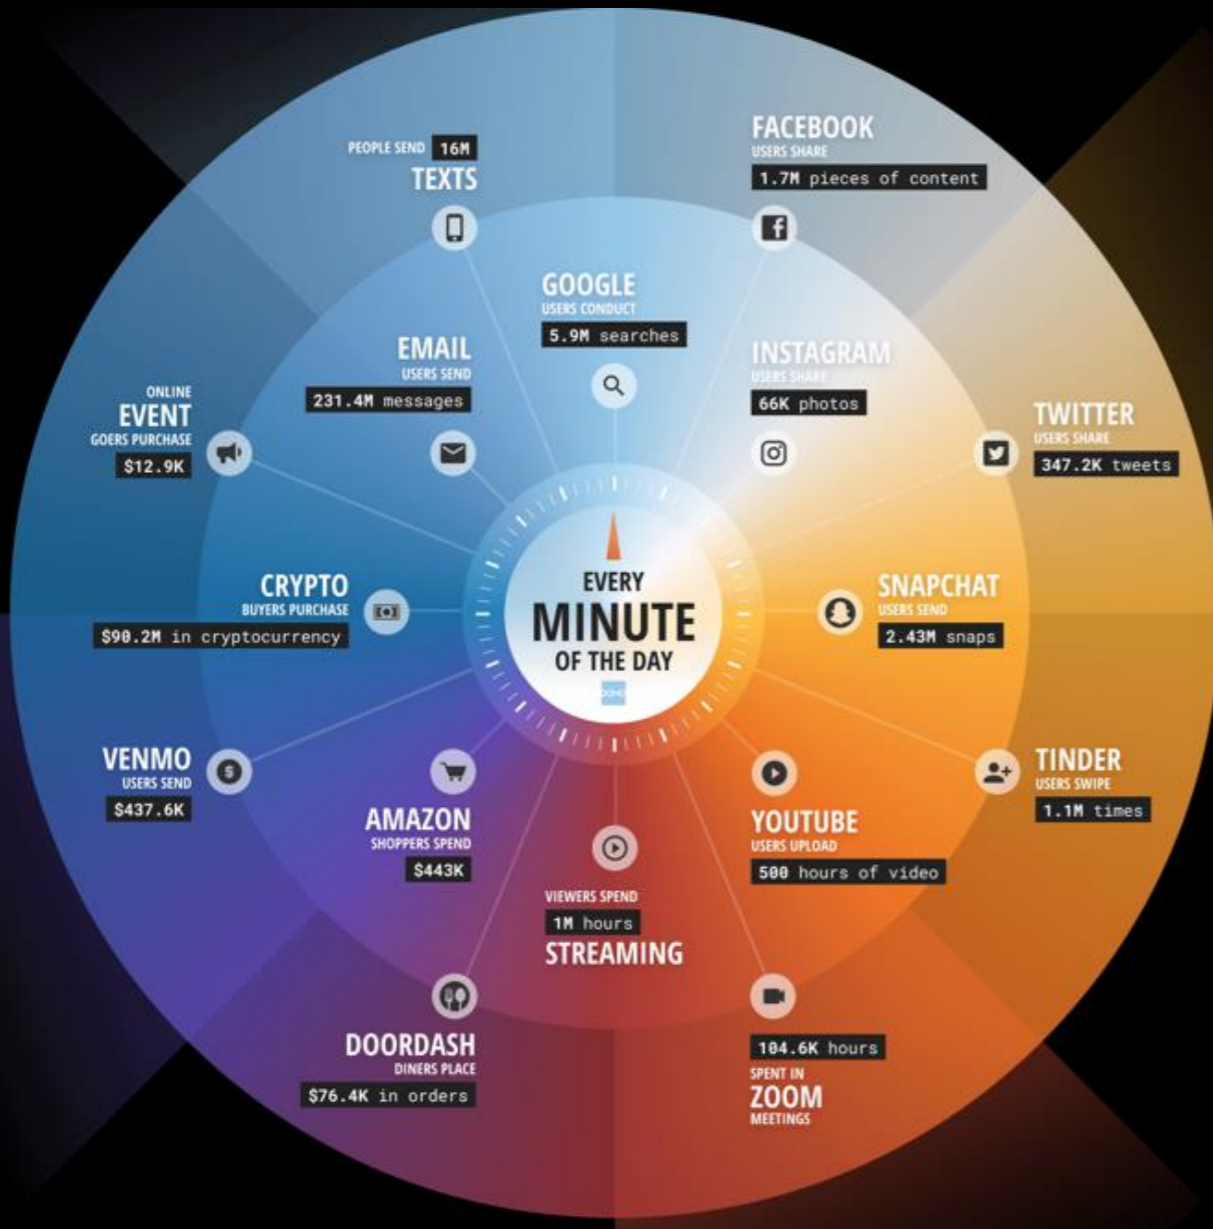 PEOPLE SEND 16M
TEXTS
FACEBOOK
USERS SHARE
1.7M pieces of content
GOOGLE
USERS CONDUCT
5.9M searches
EMAIL
USERS SEND
231.4M messages
INSTAGRAM
USERS SHARE
66K photos
ONLINE
EVENT
GOERS PURCHASE
$12.9K
TWITTER
USERS SHARE
347.2K tweets
CRYPTO
BUYERS PURCHASE
$90.2M in cryptocurrency
EVERY
MINUTE
OF THE DAY
DOMO
SNAPCHAT
USERS SEND
2.43M snaps
VENMO
USERS SEND
$437.6K
AMAZON
SHOPPERS SPEND
$443K
VIEWERS SPEND
1M hours
STREAMING
YOUTUBE
USERS UPLOAD
500 hours of video
TINDER
USERS SWIPE
1.1M times
DOORDASH
DINERS PLACE
$76.4K in orders
104.6K hours
SPENT IN
ZOOM
MEETINGS